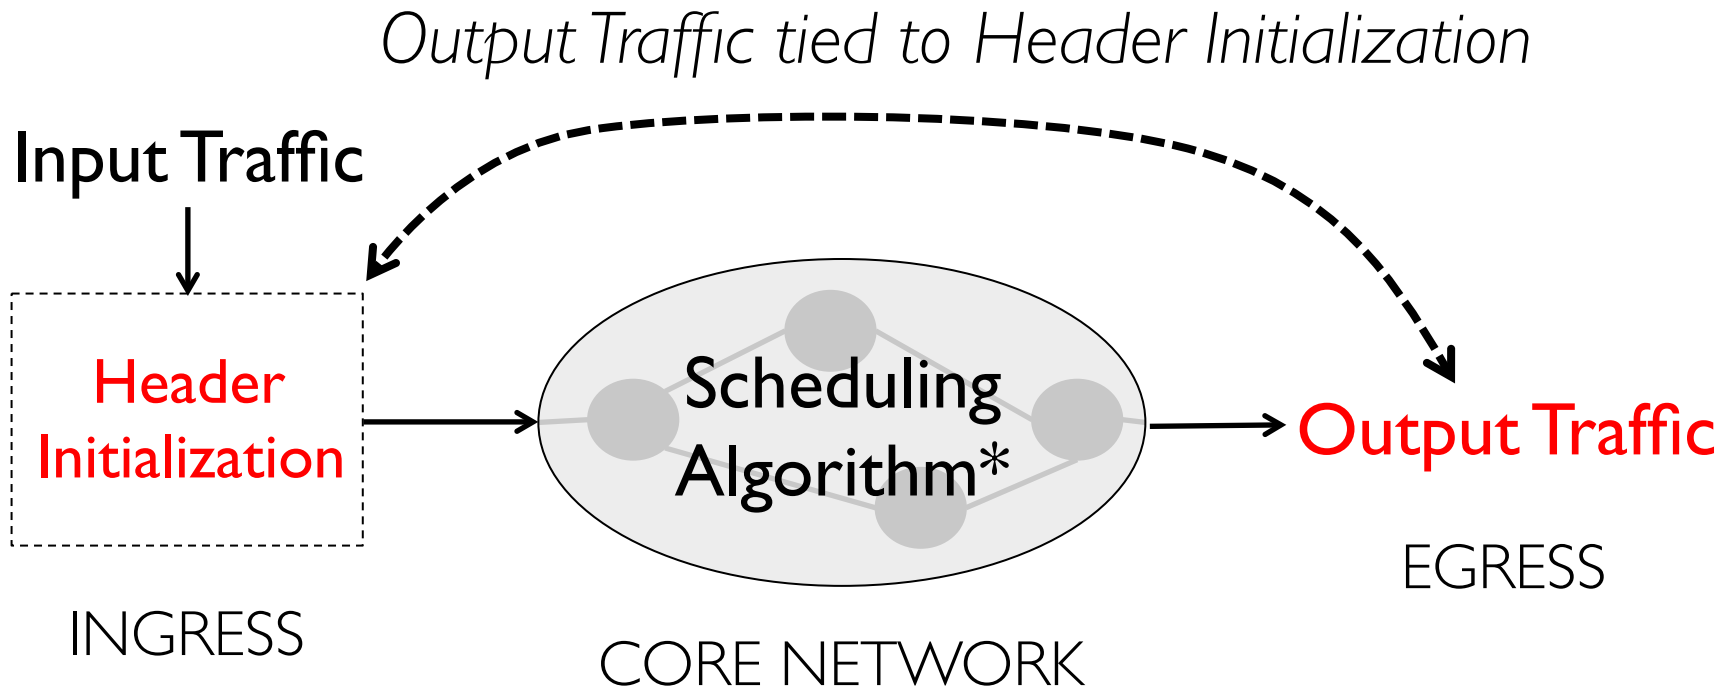 Output Traffic tied to Header Initialization
Input Traffic
Header
Initialization
Scheduling
Algorithm*
Output Traffic
EGRESS
INGRESS
CORE NETWORK